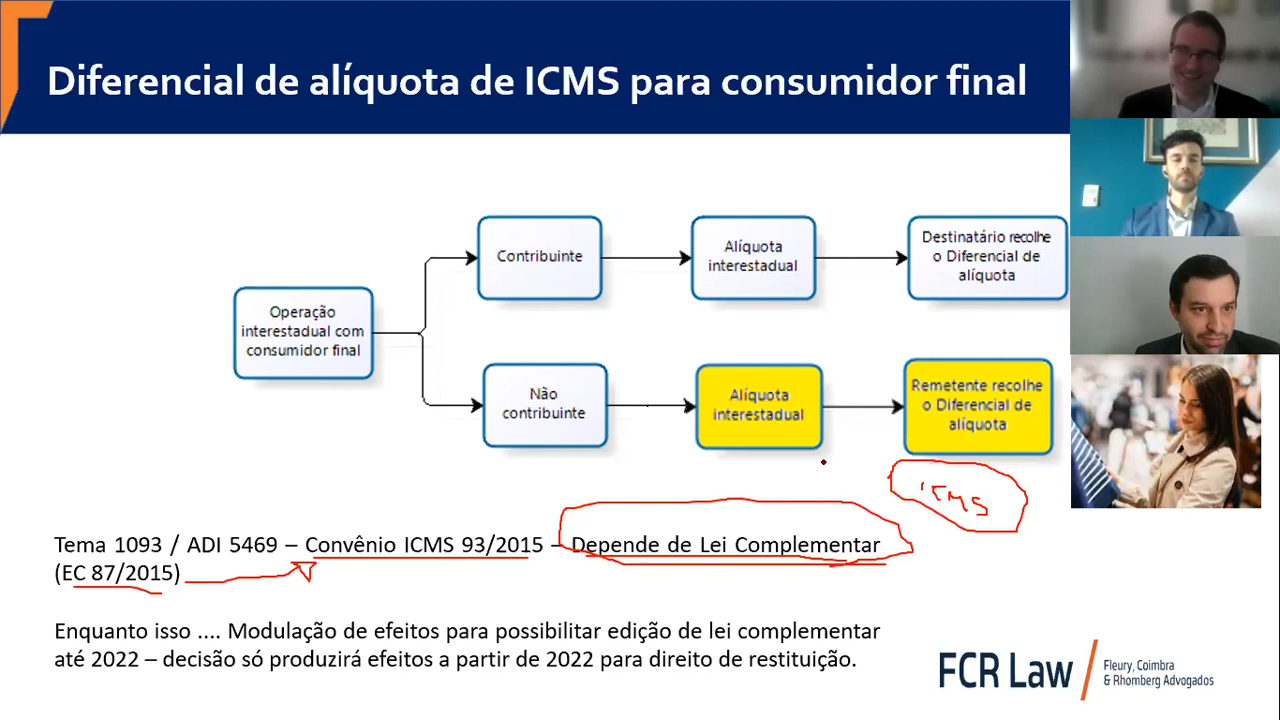 Diferencial de alíquota de ICMS para consumidor final
Operação
interestadual com
consumidor final
Contribuinte
Alíquota
interestadual
Destinatário recolhe
o Diferencial de
alíquota
Não
contribuinte
Alíquota
interestadual
Remetente recolhe
o Diferencial de
alíquota
ICMS
Tema 1093 / ADI 5469 – Convênio ICMS 93/2015 – Depende de Lei Complementar
(EC 87/2015)
Enquanto isso .... Modulação de efeitos para possibilitar edição de lei complementar
até 2022 – decisão só produzirá efeitos a partir de 2022 para direito de restituição.
FCR Law
Fleury, Coimbra
& Rhomberg Advogados